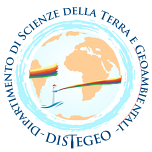 DIPARTIMENTO DI SCIENZE DELLA TERRA E GEOAMBIENTALI
DISTEGEO